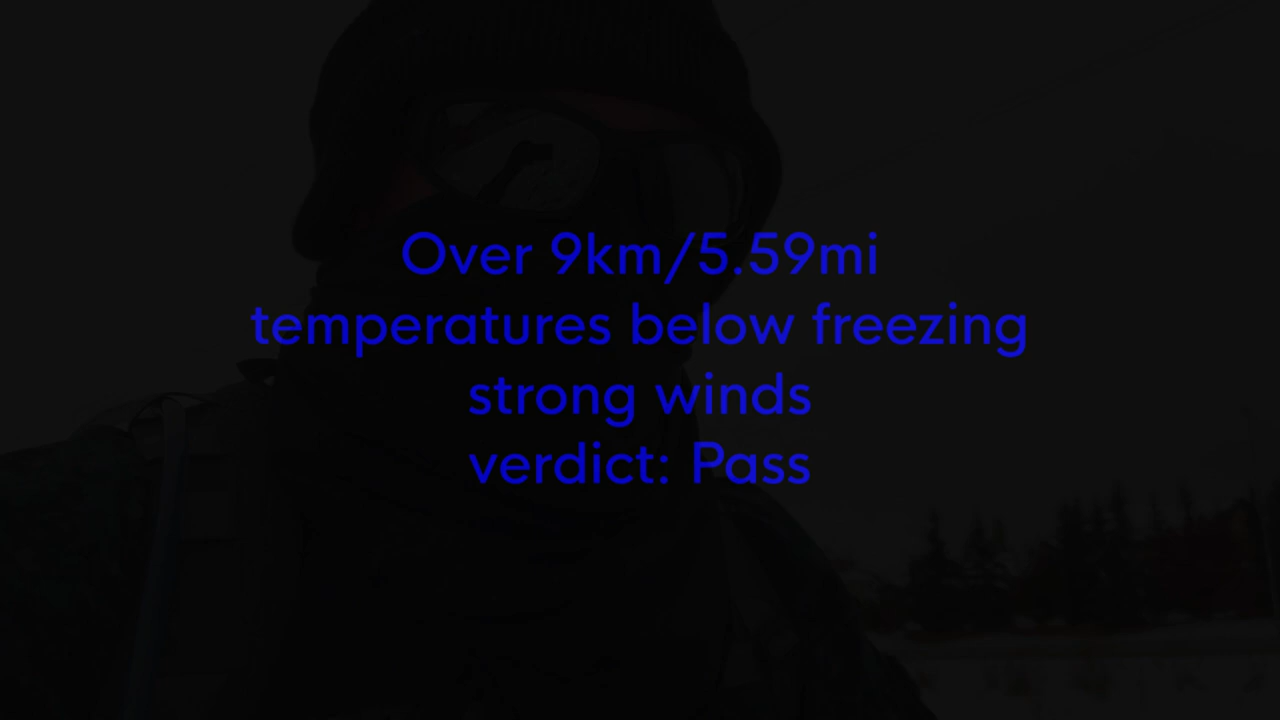 Over 9km/5.59mi
temperatures below freezing
strong winds
verdict: Pass